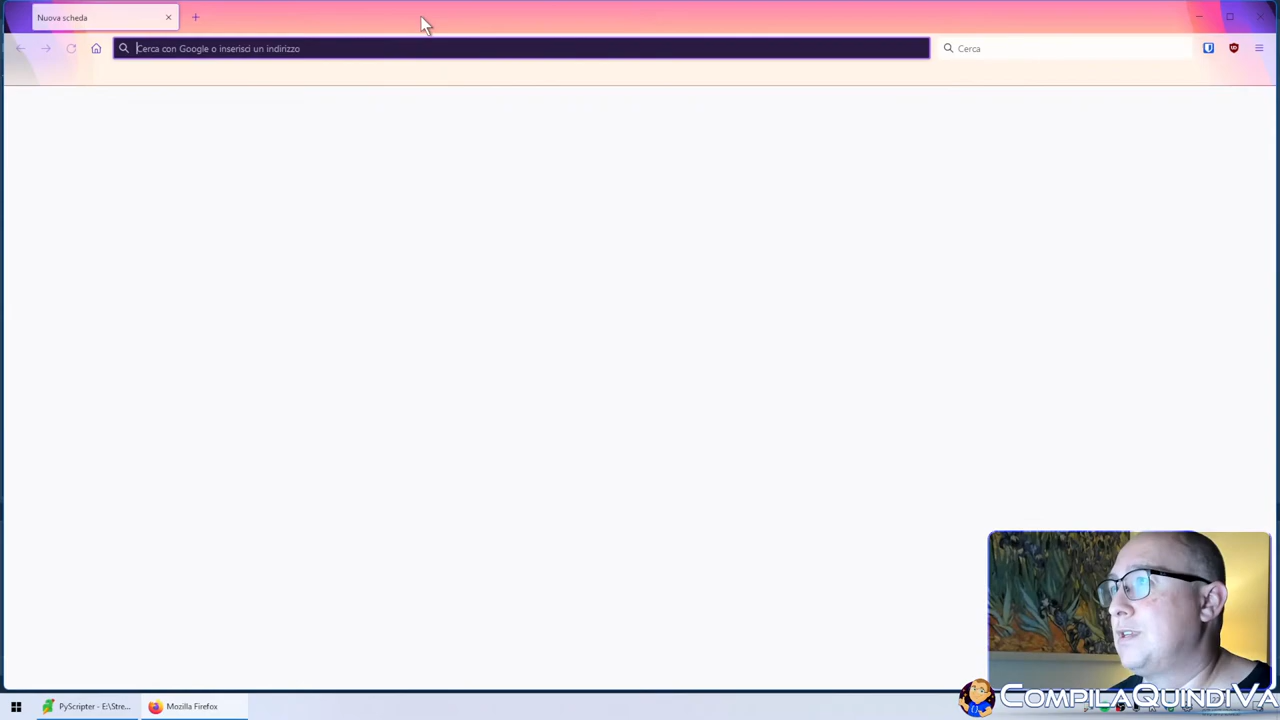 Nuova scheda
Cerca con Google o inserisci un indirizzo
Cerca
PyScripter - E:\Stre...
Mozilla Firefox
CompilaQuindiVa